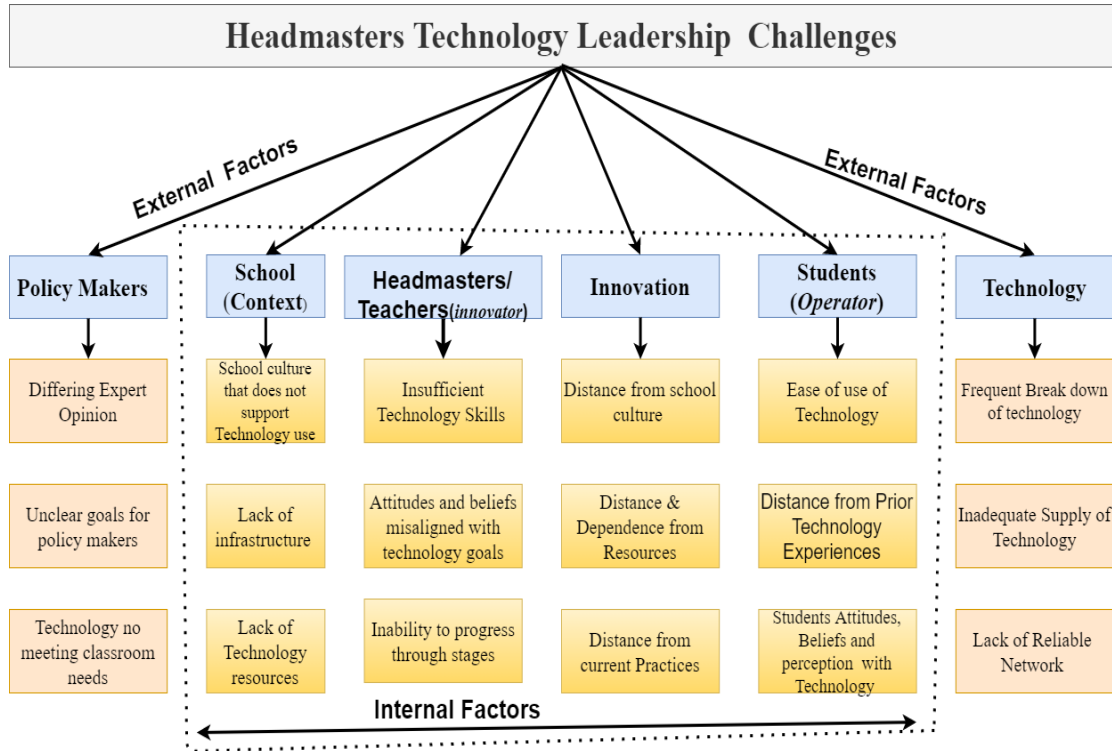 Headmasters Technology Leadership Challenges
External Factors
External Factors
Policy Makers
School
(Context)
Headmasters/
Teachers(innovator)
Innovation
Students
(Operator)
Technology
Differing Expert
Opinion
School culture
that does not
support
Technology use
Insufficient
Technology Skills
Distance from school
culture
Ease of use of
Technology
Frequent Break down
of technology
Unclear goals for
policy makers
Lack of
infrastructure
Attitudes and beliefs
misaligned with
technology goals
Distance &
Dependence from
Resources
Distance from Prior
Technology
Experiences
Inadequate Supply of
Technology
Technology no
meeting classroom
needs
Lack of
Technology
resources
Inability to progress
through stages
Distance from
current Practices
Students Attitudes,
Beliefs and
perception with
Technology
Lack of Reliable
Network
Internal Factors